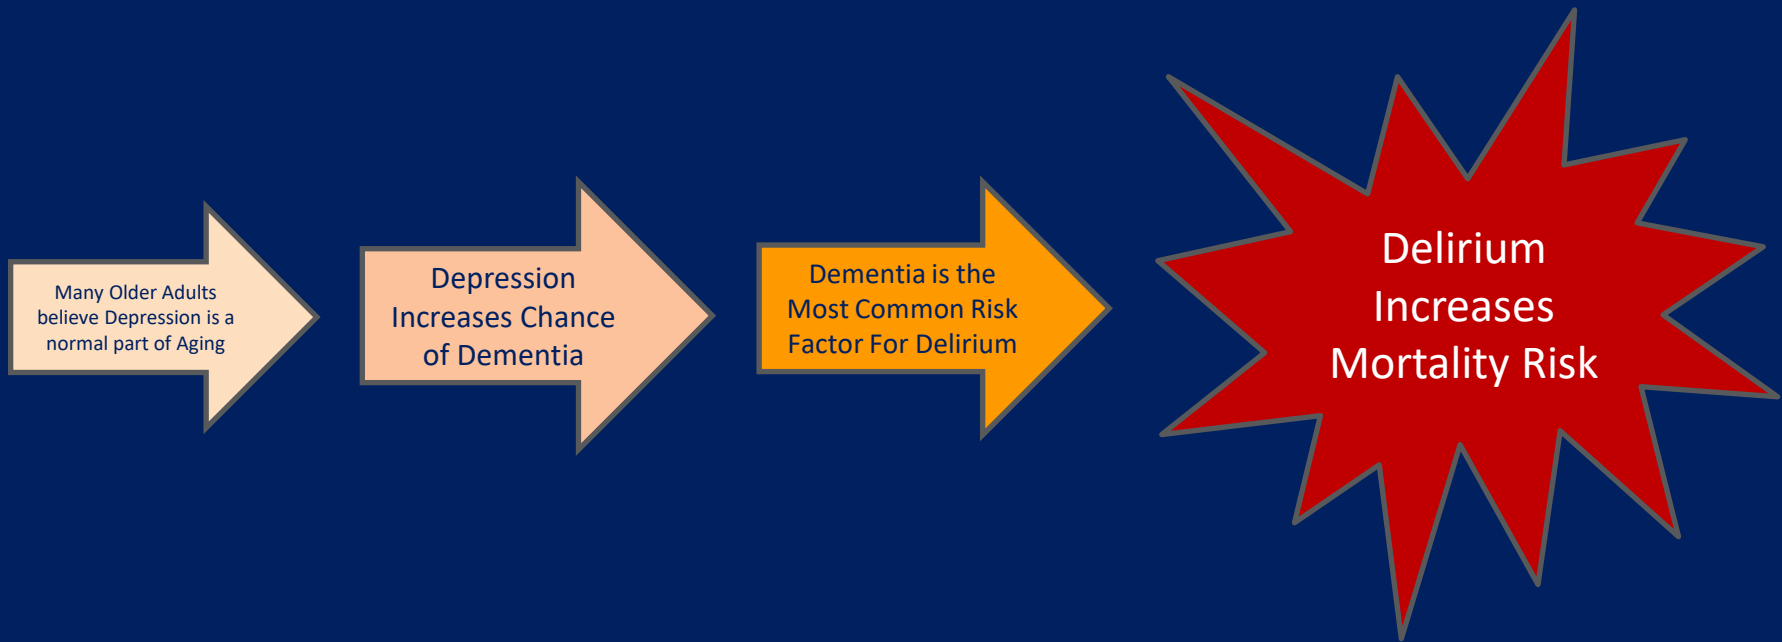 Many Older Adults
believe Depression is a
normal part of Aging
Depression
Increases Chance
of Dementia
Dementia is the
Most Common Risk
Factor For Delirium
Delirium
Increases
Mortality Risk